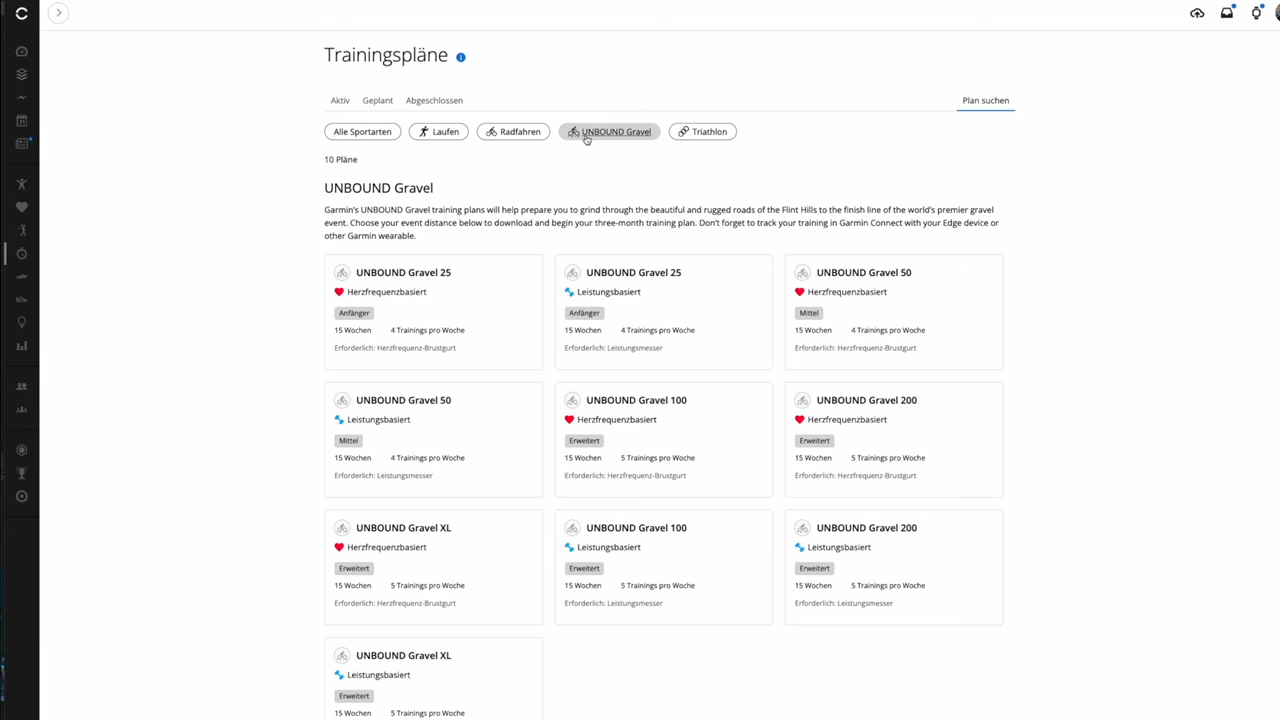 Trainingspläne
Aktiv Geplant Abgeschlossen Plan suchen
Alle Sportarten Laufen Radfahren UNBOUND Gravel Triathlon
10 Pläne
UNBOUND Gravel
Garmin's UNBOUND Gravel training plans will help prepare you to grind through the beautiful and rugged roads of the Flint Hills to the finish line of the world's premier gravel
event. Choose your event distance below to download and begin your three-month training plan. Don't forget to track your training in Garmin Connect with your Edge device or
other Garmin wearable.
UNBOUND Gravel 25
Herzfrequenzbasiert
Anfänger
15 Wochen 4 Trainings pro Woche
Erforderlich: Herzfrequenz-Brustgurt
UNBOUND Gravel 25
Leistungsbasiert
Anfänger
15 Wochen 4 Trainings pro Woche
Erforderlich: Leistungsmesser
UNBOUND Gravel 50
Herzfrequenzbasiert
Mittel
15 Wochen 4 Trainings pro Woche
Erforderlich: Herzfrequenz-Brustgurt
UNBOUND Gravel 50
Leistungsbasiert
Mittel
15 Wochen 4 Trainings pro Woche
Erforderlich: Leistungsmesser
UNBOUND Gravel 100
Herzfrequenzbasiert
Erweitert
15 Wochen 5 Trainings pro Woche
Erforderlich: Herzfrequenz-Brustgurt
UNBOUND Gravel 200
Herzfrequenzbasiert
Erweitert
15 Wochen 5 Trainings pro Woche
Erforderlich: Herzfrequenz-Brustgurt
UNBOUND Gravel XL
Herzfrequenzbasiert
Erweitert
15 Wochen 5 Trainings pro Woche
Erforderlich: Herzfrequenz-Brustgurt
UNBOUND Gravel 100
Leistungsbasiert
Erweitert
15 Wochen 5 Trainings pro Woche
Erforderlich: Leistungsmesser
UNBOUND Gravel 200
Leistungsbasiert
Erweitert
15 Wochen 5 Trainings pro Woche
Erforderlich: Leistungsmesser
UNBOUND Gravel XL
Leistungsbasiert
Erweitert
15 Wochen 5 Trainings pro Woche